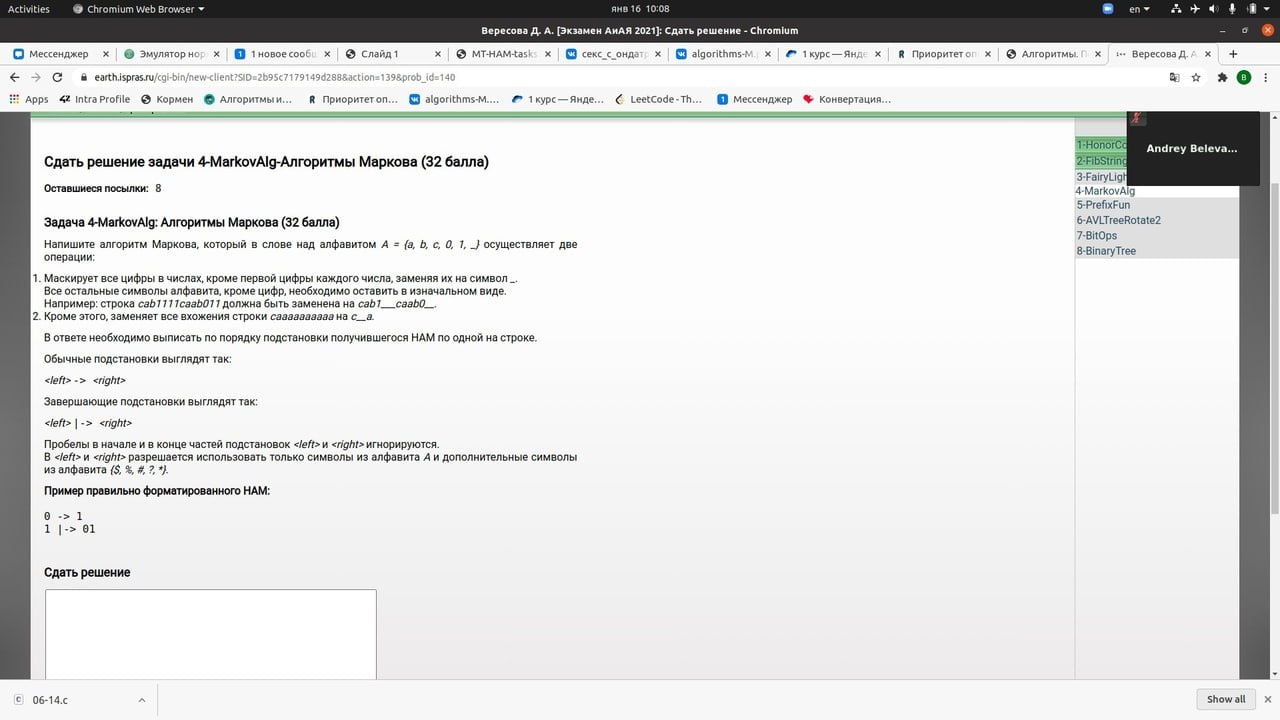 Activities
Chromium Web Browser
янв 16 10:08
en
Вересова Д. А. [Экзамен АиАЯ 2021]: Сдать решение - Chromium
Мессенджер
Эмулятор нор
1 новое сообщ
Слайд 1
MT-HAM-tasks
секс_с_ондатр
algorithms-M.
1 курс — Янде
Приоритет оп
Алгоритмы. П
Вересова Д. А
earth.ispras.ru/cgi-bin/new-client?SID=2b95c7179149d288&action=139&prob_id=140
Apps
Intra Profile
Кормен
Алгоритмы и...
Приоритет оп...
algorithms-M....
1 курс — Янде...
LeetCode - Th...
Мессенджер
Конвертация...
Сдать решение задачи 4-MarkovAlg-Алгоритмы Маркова (32 балла)
Оставшиеся посылки: 8
Задача 4-MarkovAlg: Алгоритмы Маркова (32 балла)
Напишите алгоритм Маркова, который в слове над алфавитом A = {a, b, c, 0, 1, _} осуществляет две
операции:
1. Маскирует все цифры в числах, кроме первой цифры каждого числа, заменяя их на символ _.
Все остальные символы алфавита, кроме цифр, необходимо оставить в изначальном виде.
Например: строка cab1111caab011 должна быть заменена на cab1___caab0__.
2. Кроме этого, заменяет все вхожения строки caaaaaaaaaa на c__a.
В ответе необходимо выписать по порядку подстановки получившегося НАМ по одной на строке.
Обычные подстановки выглядят так:
<left> -> <right>
Завершающие подстановки выглядят так:
<left> |-> <right>
Пробелы в начале и в конце частей подстановок <left> и <right> игнорируются.
В <left> и <right> разрешается использовать только символы из алфавита A и дополнительные символы
из алфавита {$, %, #, ?, *}.
Пример правильно форматированного НАМ:
0 -> 1
1 |-> 01
Сдать решение
1-HonorCo
2-FibString
3-FairyLigh
4-MarkovAlg
5-PrefixFun
6-AVLTreeRotate2
7-BitOps
8-BinaryTree
Andrey Beleva...
06-14.c
Show all